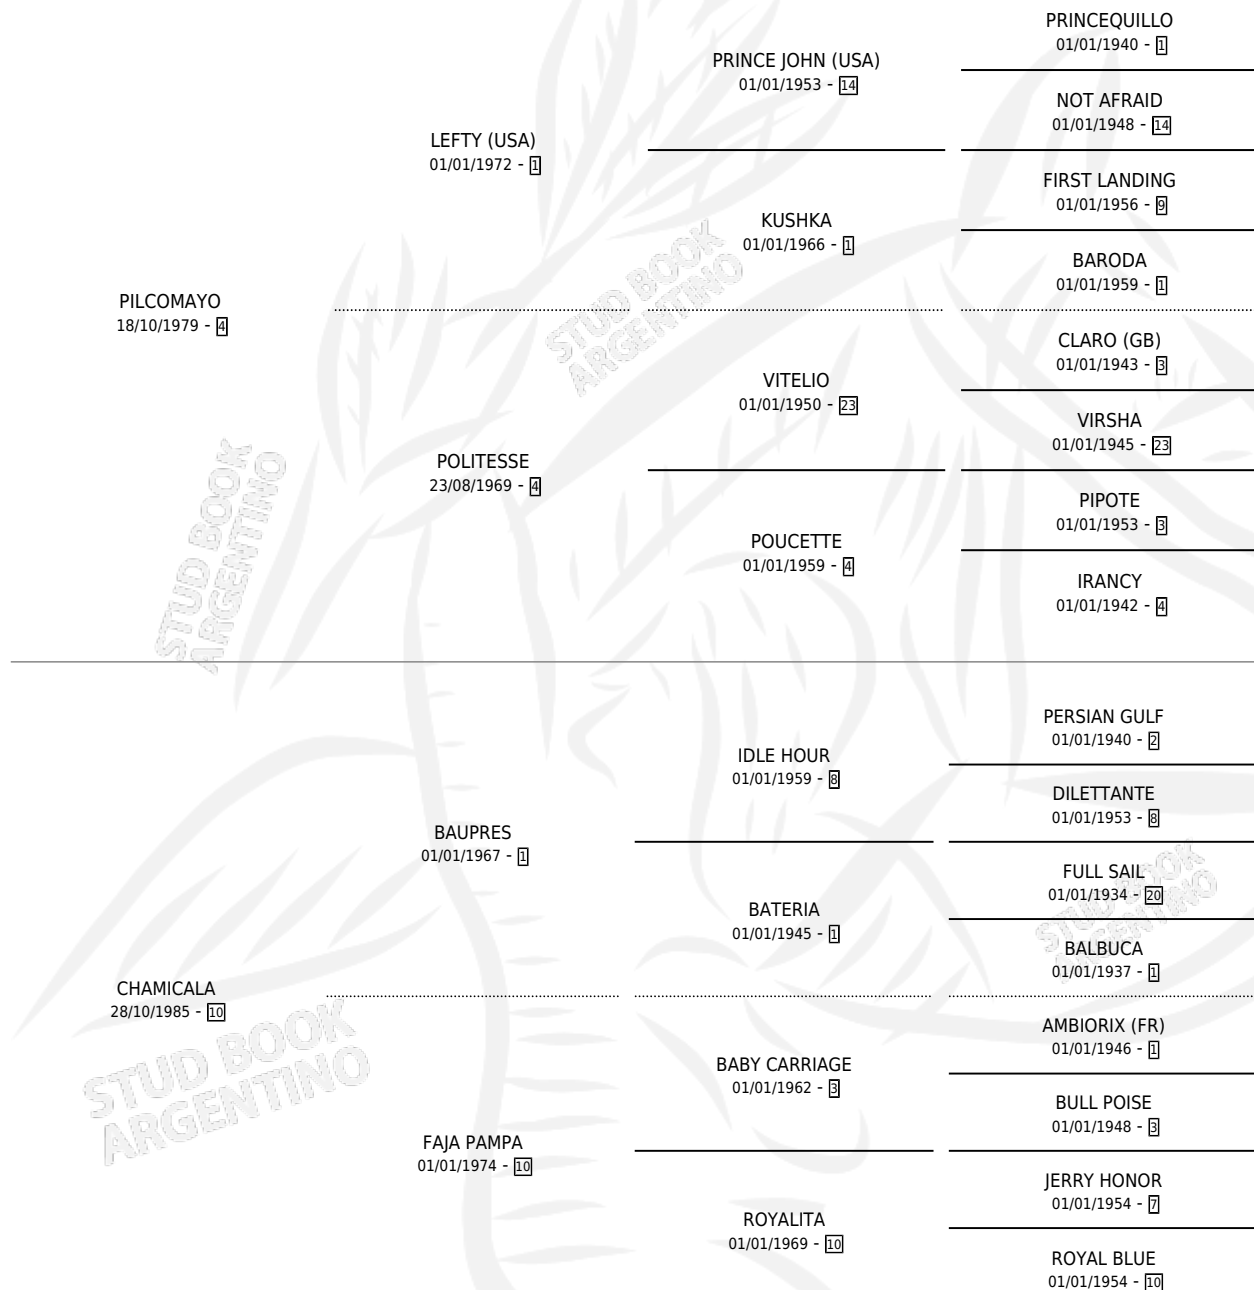 PRINCEQUILLO
01/01/1940 - 1
PRINCE JOHN (USA)
01/01/1953 - 14
NOT AFRAID
01/01/1948 - 14
LEFTY (USA)
01/01/1972 - 1
FIRST LANDING
01/01/1956 - 9
KUSHKA
01/01/1966 - 1
BARODA
01/01/1959 - 1
PILCOMAYO
18/10/1979 - 4
CLARO (GB)
01/01/1943 - 3
VITELIO
01/01/1950 - 23
VIRSHA
01/01/1945 - 23
POLITESSE
23/08/1969 - 4
PIPOTE
01/01/1953 - 3
POUCETTE
01/01/1959 - 4
IRANCY
01/01/1942 - 4
STUD BOOK
ARGENTINO
STUD BOOK
ARGENTINO
PERSIAN GULF
01/01/1940 - 2
IDLE HOUR
01/01/1959 - 8
DILETTANTE
01/01/1953 - 8
BAUPRES
01/01/1967 - 1
FULL SAIL
01/01/1934 - 20
BATERIA
01/01/1945 - 1
BALBUCA
01/01/1937 - 1
STUD BOOK
ARGENTINO
CHAMICALA
28/10/1985 - 10
AMBIORIX (FR)
01/01/1946 - 1
BABY CARRIAGE
01/01/1962 - 3
BULL POISE
01/01/1948 - 3
FAJA PAMPA
01/01/1974 - 10
JERRY HONOR
01/01/1954 - 7
ROYALITA
01/01/1969 - 10
ROYAL BLUE
01/01/1954 - 10
STUD BOOK
ARGENTINO